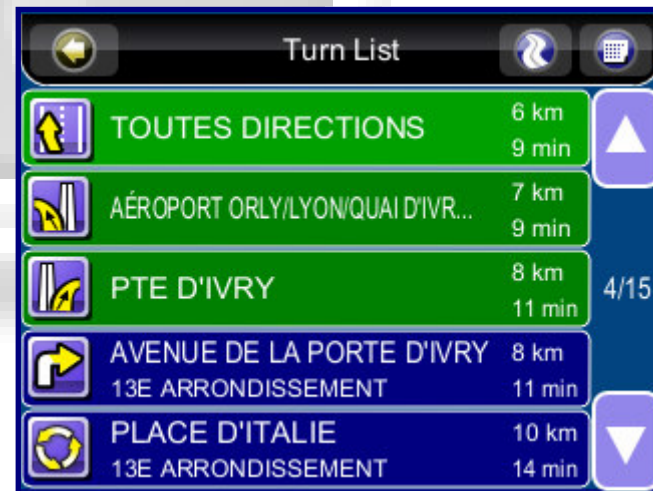 Turn List
TOUTES DIRECTIONS
6 km
9 min
AÉROPORT ORLY/LYON/QUAI D'IVR...
7 km
9 min
PTE D'IVRY
8 km
11 min
4/15
AVENUE DE LA PORTE D'IVRY
13E ARRONDISSEMENT
8 km
11 min
PLACE D'ITALIE
13E ARRONDISSEMENT
10 km
14 min